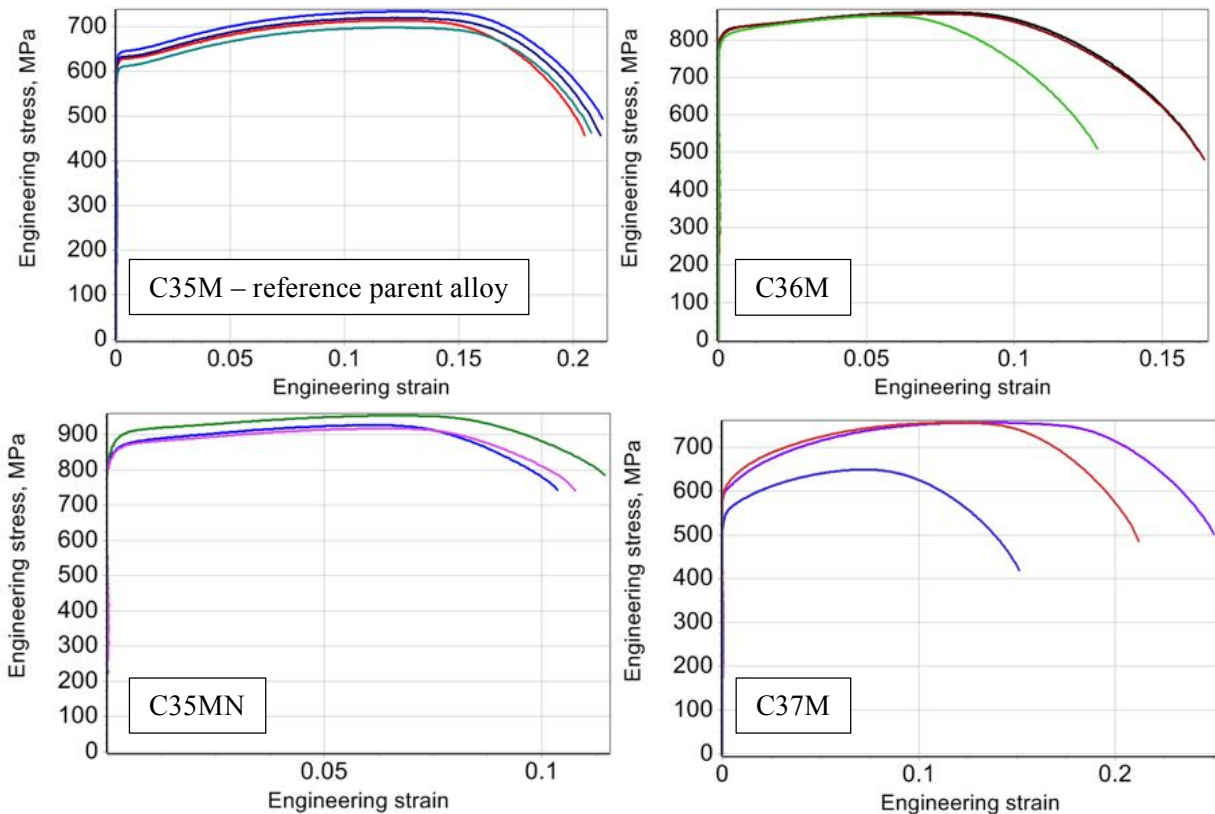 Engineering stress, MPa
700
600
500
400
300
200
100
0
0 0.05 0.1 0.15 0.2
Engineering strain
C35M – reference parent alloy
Engineering stress, MPa
800
700
600
500
400
300
200
100
0
0 0.05 0.1 0.15
Engineering strain
C36M
Engineering stress, MPa
900
800
700
600
500
400
300
200
100
0
0.05 0.1
Engineering strain
C35MN
Engineering stress, MPa
700
600
500
400
300
200
100
0
0 0.1 0.2
Engineering strain
C37M